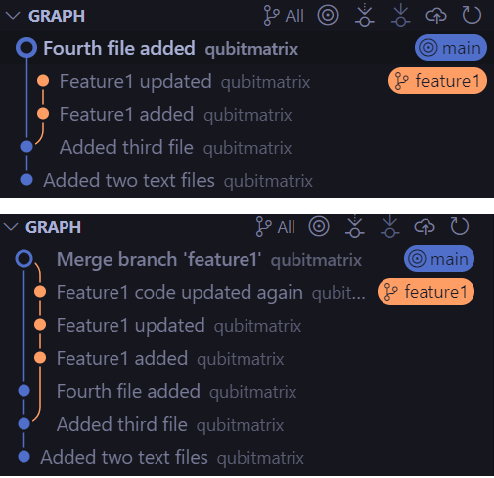 GRAPH All
Fourth file added qubitmatrix main
Feature1 updated qubitmatrix feature1
Feature1 added qubitmatrix
Added third file qubitmatrix
Added two text files qubitmatrix
GRAPH All
Merge branch 'feature1' qubitmatrix main
Feature1 code updated again qubit... feature1
Feature1 updated qubitmatrix
Feature1 added qubitmatrix
Fourth file added qubitmatrix
Added third file qubitmatrix
Added two text files qubitmatrix